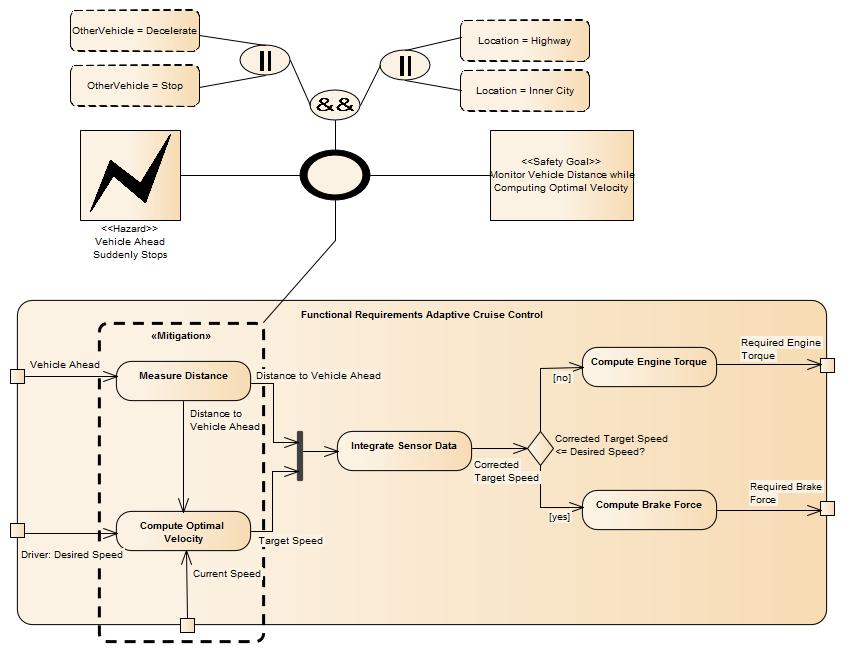 OtherVehicle = Decelerate
OtherVehicle = Stop
||
||
Location = Highway
Location = Inner City
&&
<<Hazard>>
Vehicle Ahead
Suddenly Stops
<<Safety Goal>>
Monitor Vehicle Distance while
Computing Optimal Velocity
Functional Requirements Adaptive Cruise Control
«Mitigation»
Vehicle Ahead
Measure Distance
Distance to Vehicle Ahead
Distance to
Vehicle Ahead
Compute Optimal
Velocity
Driver: Desired Speed
Target Speed
Current Speed
Integrate Sensor Data
Corrected
Target Speed
Corrected Target Speed
<= Desired Speed?
[no]
[yes]
Compute Engine Torque
Required Engine
Torque
Compute Brake Force
Required Brake
Force